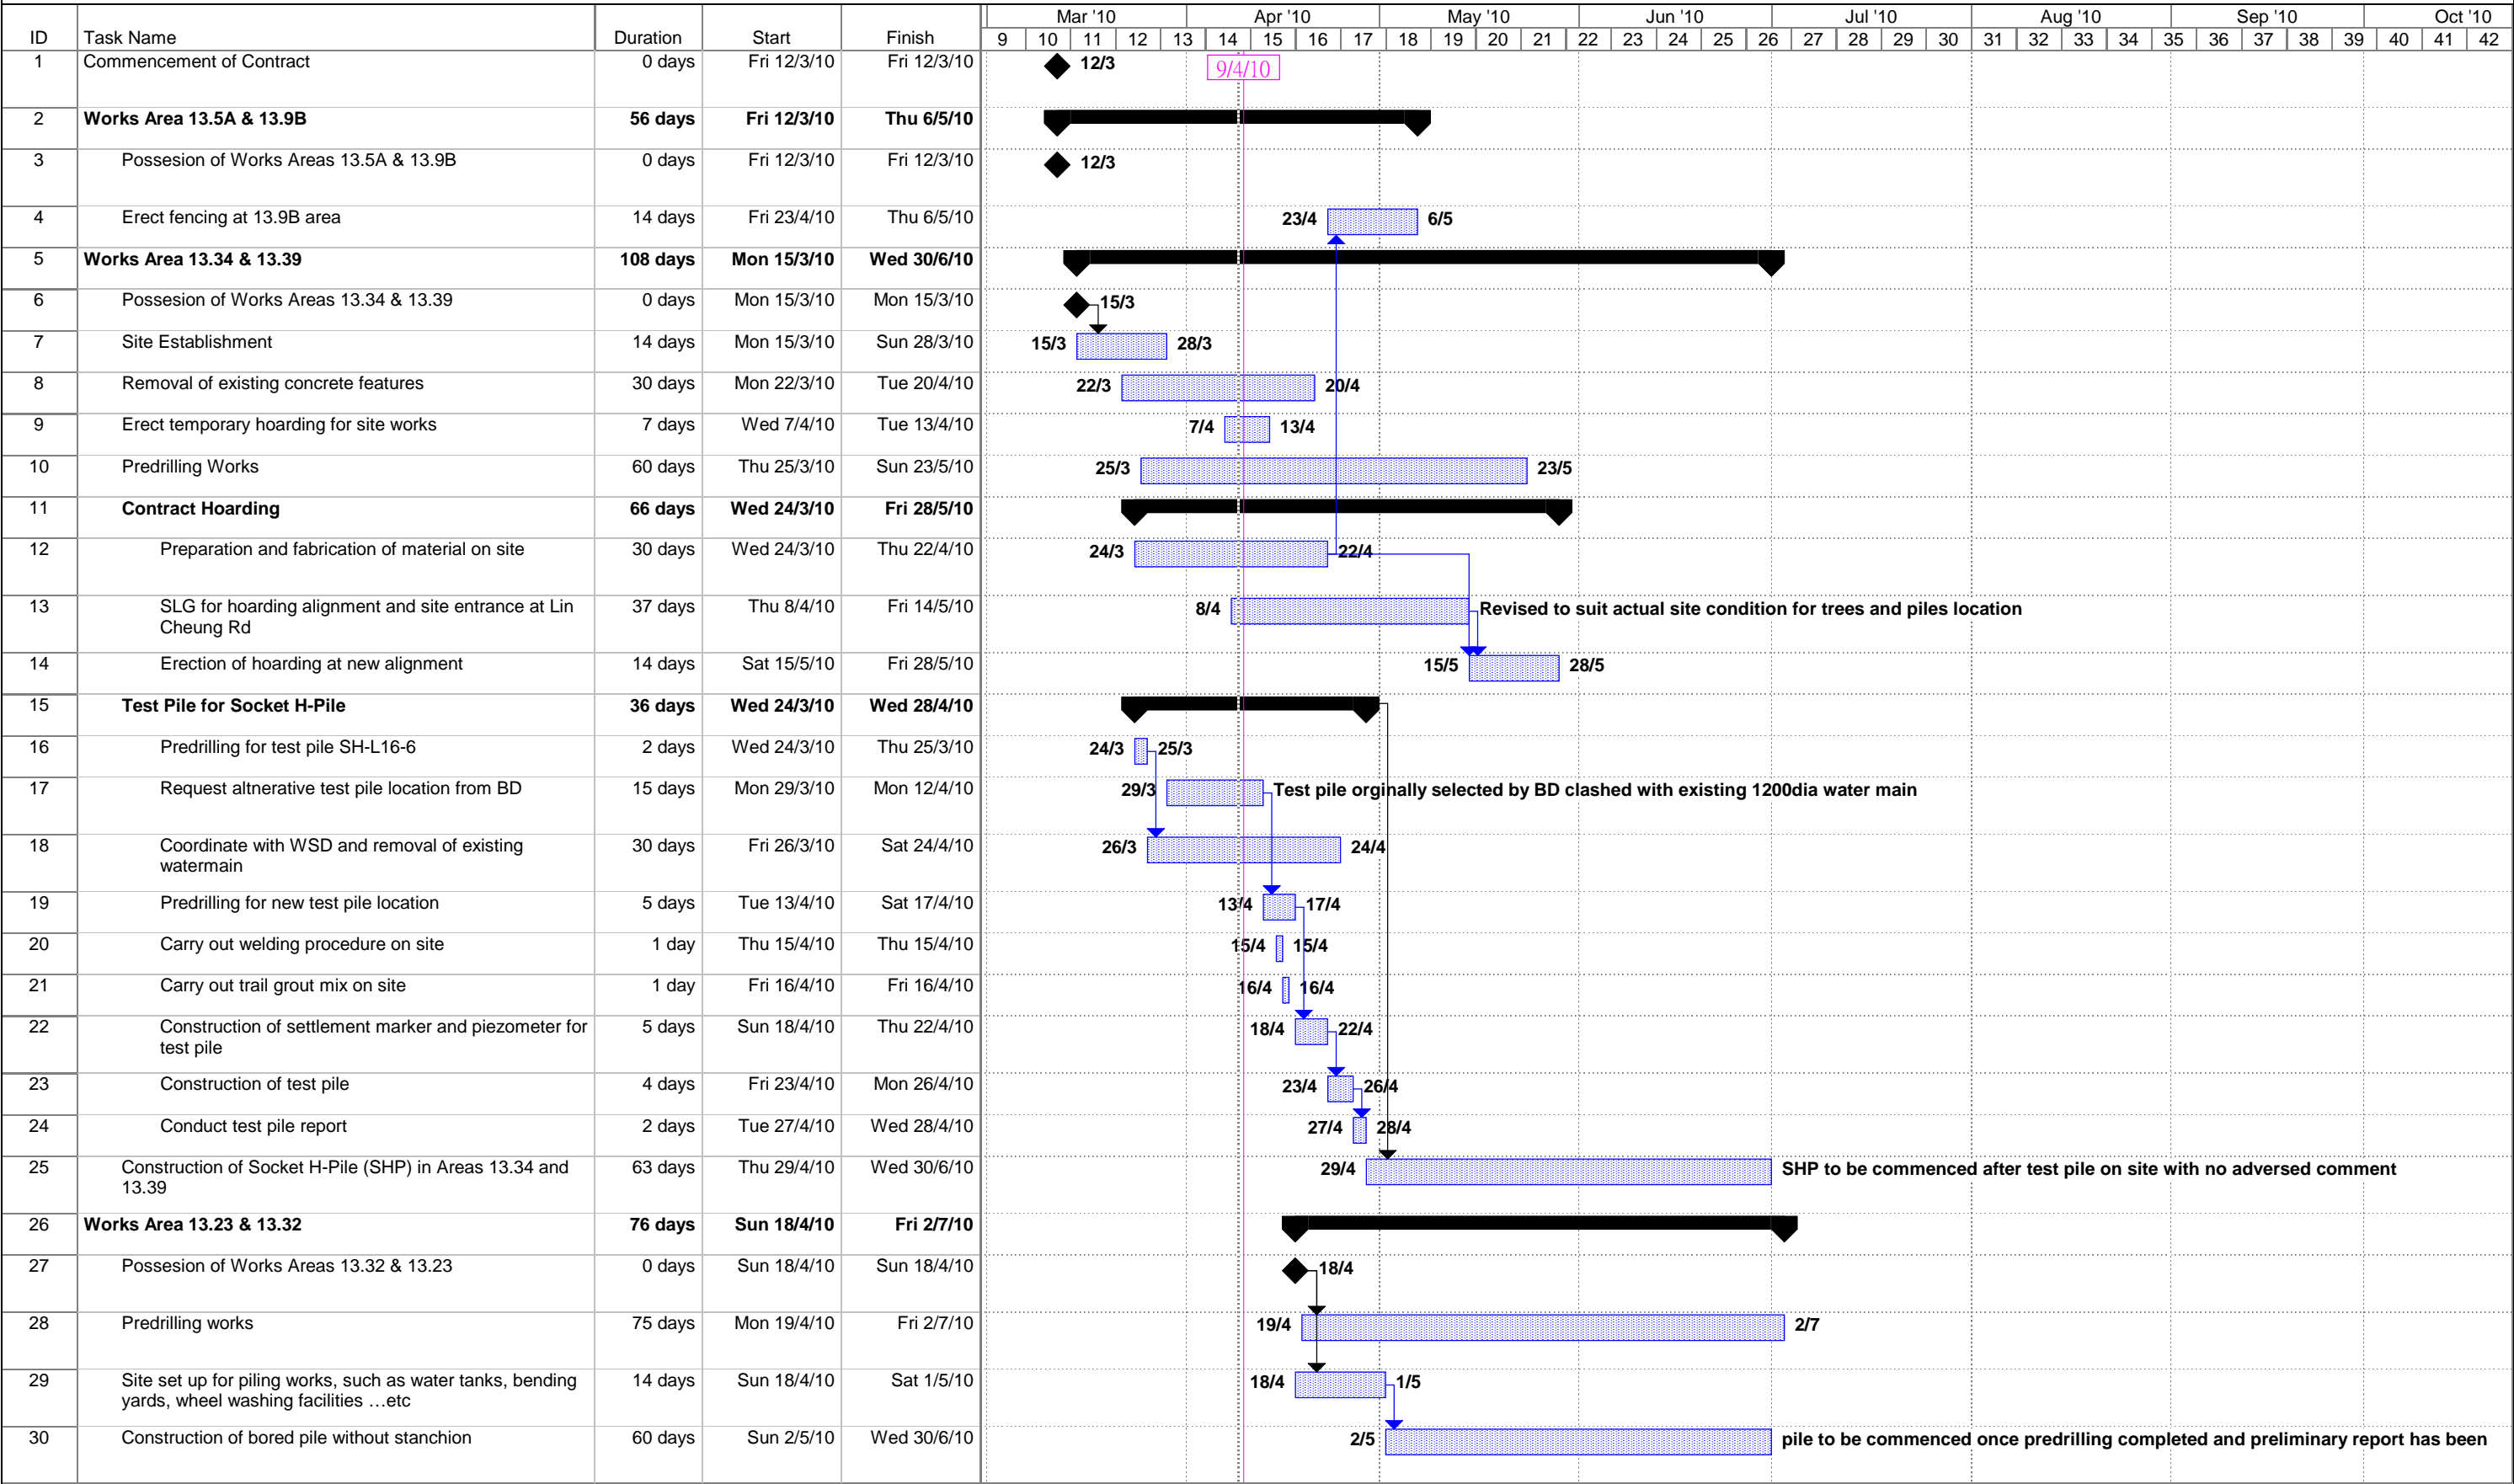 Mar '10 Apr '10 May '10 Jun '10 Jul '10 Aug '10 Sep '10 Oct '10
ID Task Name Duration Start Finish 9 10 11 12 13 14 15 16 17 18 19 20 21 22 23 24 25 26 27 28 29 30 31 32 33 34 35 36 37 38 39 40 41 42
1 Commencement of Contract 0 days Fri 12/3/10 Fri 12/3/10 12/3 9/4/10
2 Works Area 13.5A & 13.9B 56 days Fri 12/3/10 Thu 6/5/10
3 Possesion of Works Areas 13.5A & 13.9B 0 days Fri 12/3/10 Fri 12/3/10 12/3
4 Erect fencing at 13.9B area 14 days Fri 23/4/10 Thu 6/5/10 23/4 6/5
5 Works Area 13.34 & 13.39 108 days Mon 15/3/10 Wed 30/6/10
6 Possesion of Works Areas 13.34 & 13.39 0 days Mon 15/3/10 Mon 15/3/10 15/3
7 Site Establishment 14 days Mon 15/3/10 Sun 28/3/10 15/3 28/3
8 Removal of existing concrete features 30 days Mon 22/3/10 Tue 20/4/10 22/3 20/4
9 Erect temporary hoarding for site works 7 days Wed 7/4/10 Tue 13/4/10 7/4 13/4
10 Predrilling Works 60 days Thu 25/3/10 Sun 23/5/10 25/3 23/5
11 Contract Hoarding 66 days Wed 24/3/10 Fri 28/5/10
12 Preparation and fabrication of material on site 30 days Wed 24/3/10 Thu 22/4/10 24/3 22/4
13 SLG for hoarding alignment and site entrance at Lin 37 days Thu 8/4/10 Fri 14/5/10 8/4 Revised to suit actual site condition for trees and piles location
Cheung Rd
14 Erection of hoarding at new alignment 14 days Sat 15/5/10 Fri 28/5/10 15/5 28/5
15 Test Pile for Socket H-Pile 36 days Wed 24/3/10 Wed 28/4/10
16 Predrilling for test pile SH-L16-6 2 days Wed 24/3/10 Thu 25/3/10 24/3 25/3
17 Request altnerative test pile location from BD 15 days Mon 29/3/10 Mon 12/4/10 29/3 Test pile orginally selected by BD clashed with existing 1200dia water main
18 Coordinate with WSD and removal of existing 30 days Fri 26/3/10 Sat 24/4/10 26/3 24/4
watermain
19 Predrilling for new test pile location 5 days Tue 13/4/10 Sat 17/4/10 13/4 17/4
20 Carry out welding procedure on site 1 day Thu 15/4/10 Thu 15/4/10 15/4 15/4
21 Carry out trail grout mix on site 1 day Fri 16/4/10 Fri 16/4/10 16/4 16/4
22 Construction of settlement marker and piezometer for 5 days Sun 18/4/10 Thu 22/4/10 18/4 22/4
test pile
23 Construction of test pile 4 days Fri 23/4/10 Mon 26/4/10 23/4 26/4
24 Conduct test pile report 2 days Tue 27/4/10 Wed 28/4/10 27/4 28/4
25 Construction of Socket H-Pile (SHP) in Areas 13.34 and 63 days Thu 29/4/10 Wed 30/6/10 29/4 SHP to be commenced after test pile on site with no adversed comment
13.39
26 Works Area 13.23 & 13.32 76 days Sun 18/4/10 Fri 2/7/10
27 Possesion of Works Areas 13.32 & 13.23 0 days Sun 18/4/10 Sun 18/4/10 18/4
28 Predrilling works 75 days Mon 19/4/10 Fri 2/7/10 19/4 2/7
29 Site set up for piling works, such as water tanks, bending 14 days Sun 18/4/10 Sat 1/5/10 18/4 1/5
yards, wheel washing facilities …etc
30 Construction of bored pile without stanchion 60 days Sun 2/5/10 Wed 30/6/10 2/5 pile to be commenced once predrilling completed and preliminary report has been